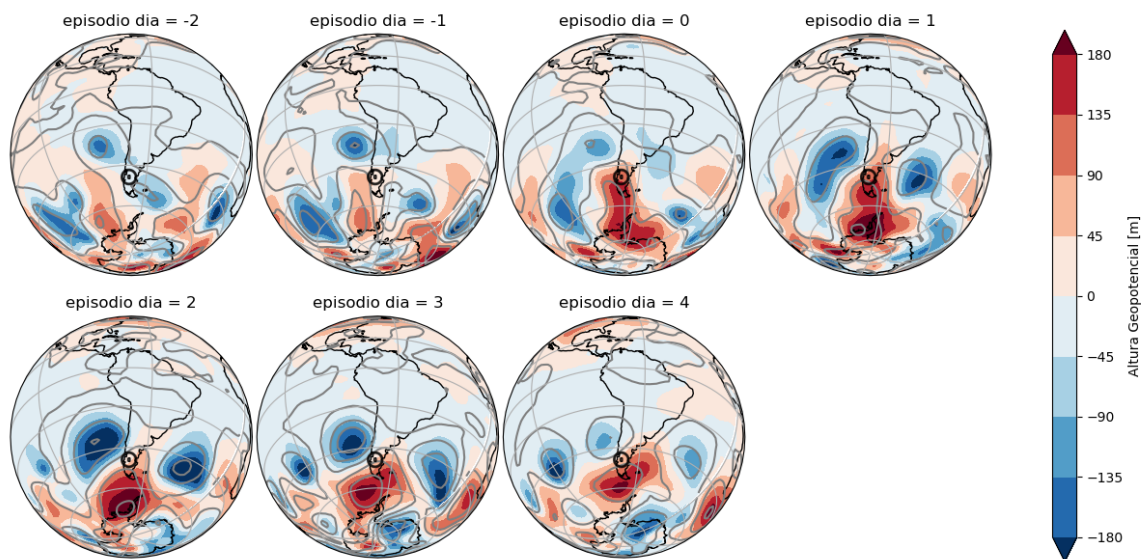 episodio dia = -2
episodio dia = -1
episodio dia = 0
episodio dia = 1
episodio dia = 2
episodio dia = 3
episodio dia = 4
180
135
90
45
0
−45
−90
−135
−180
Altura Geopotencial [m]